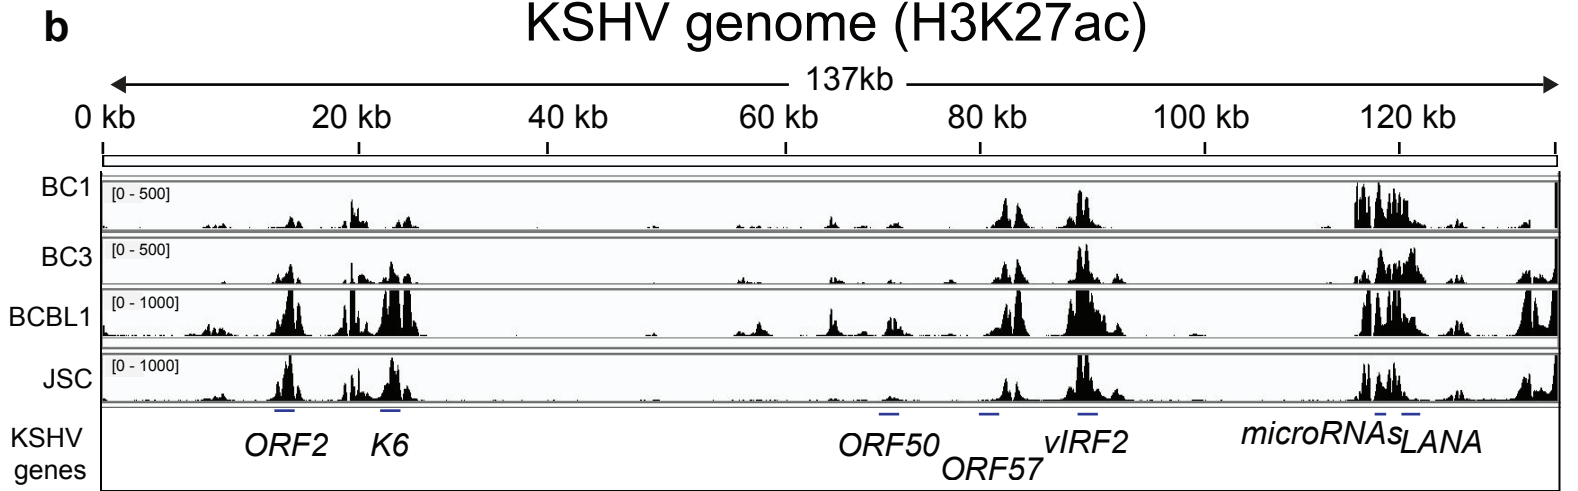 b
KSHV genome (H3K27ac)
137kb
0 kb 20 kb 40 kb 60 kb 80 kb 100 kb 120 kb
BC1 [0 - 500]
BC3 [0 - 500]
BCBL1 [0 - 1000]
JSC [0 - 1000]
KSHV genes
ORF2 K6 ORF50 ORF57 vIRF2 microRNAs LANA